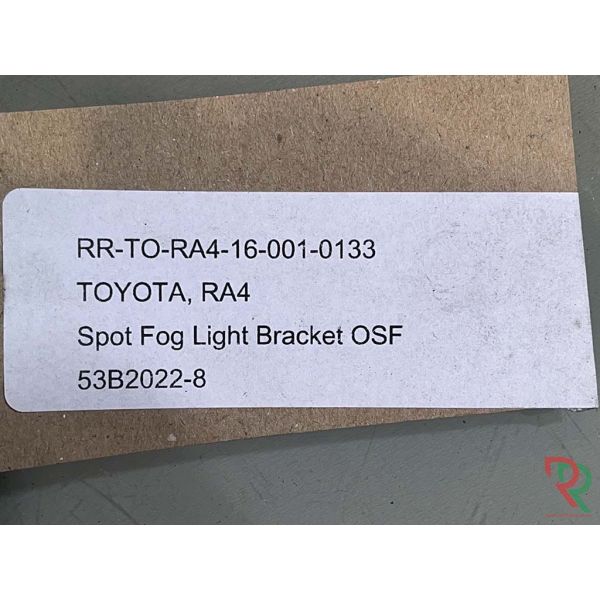 RR-TO-RA4-16-001-0133
TOYOTA, RA4
Spot Fog Light Bracket OSF
53B2022-8